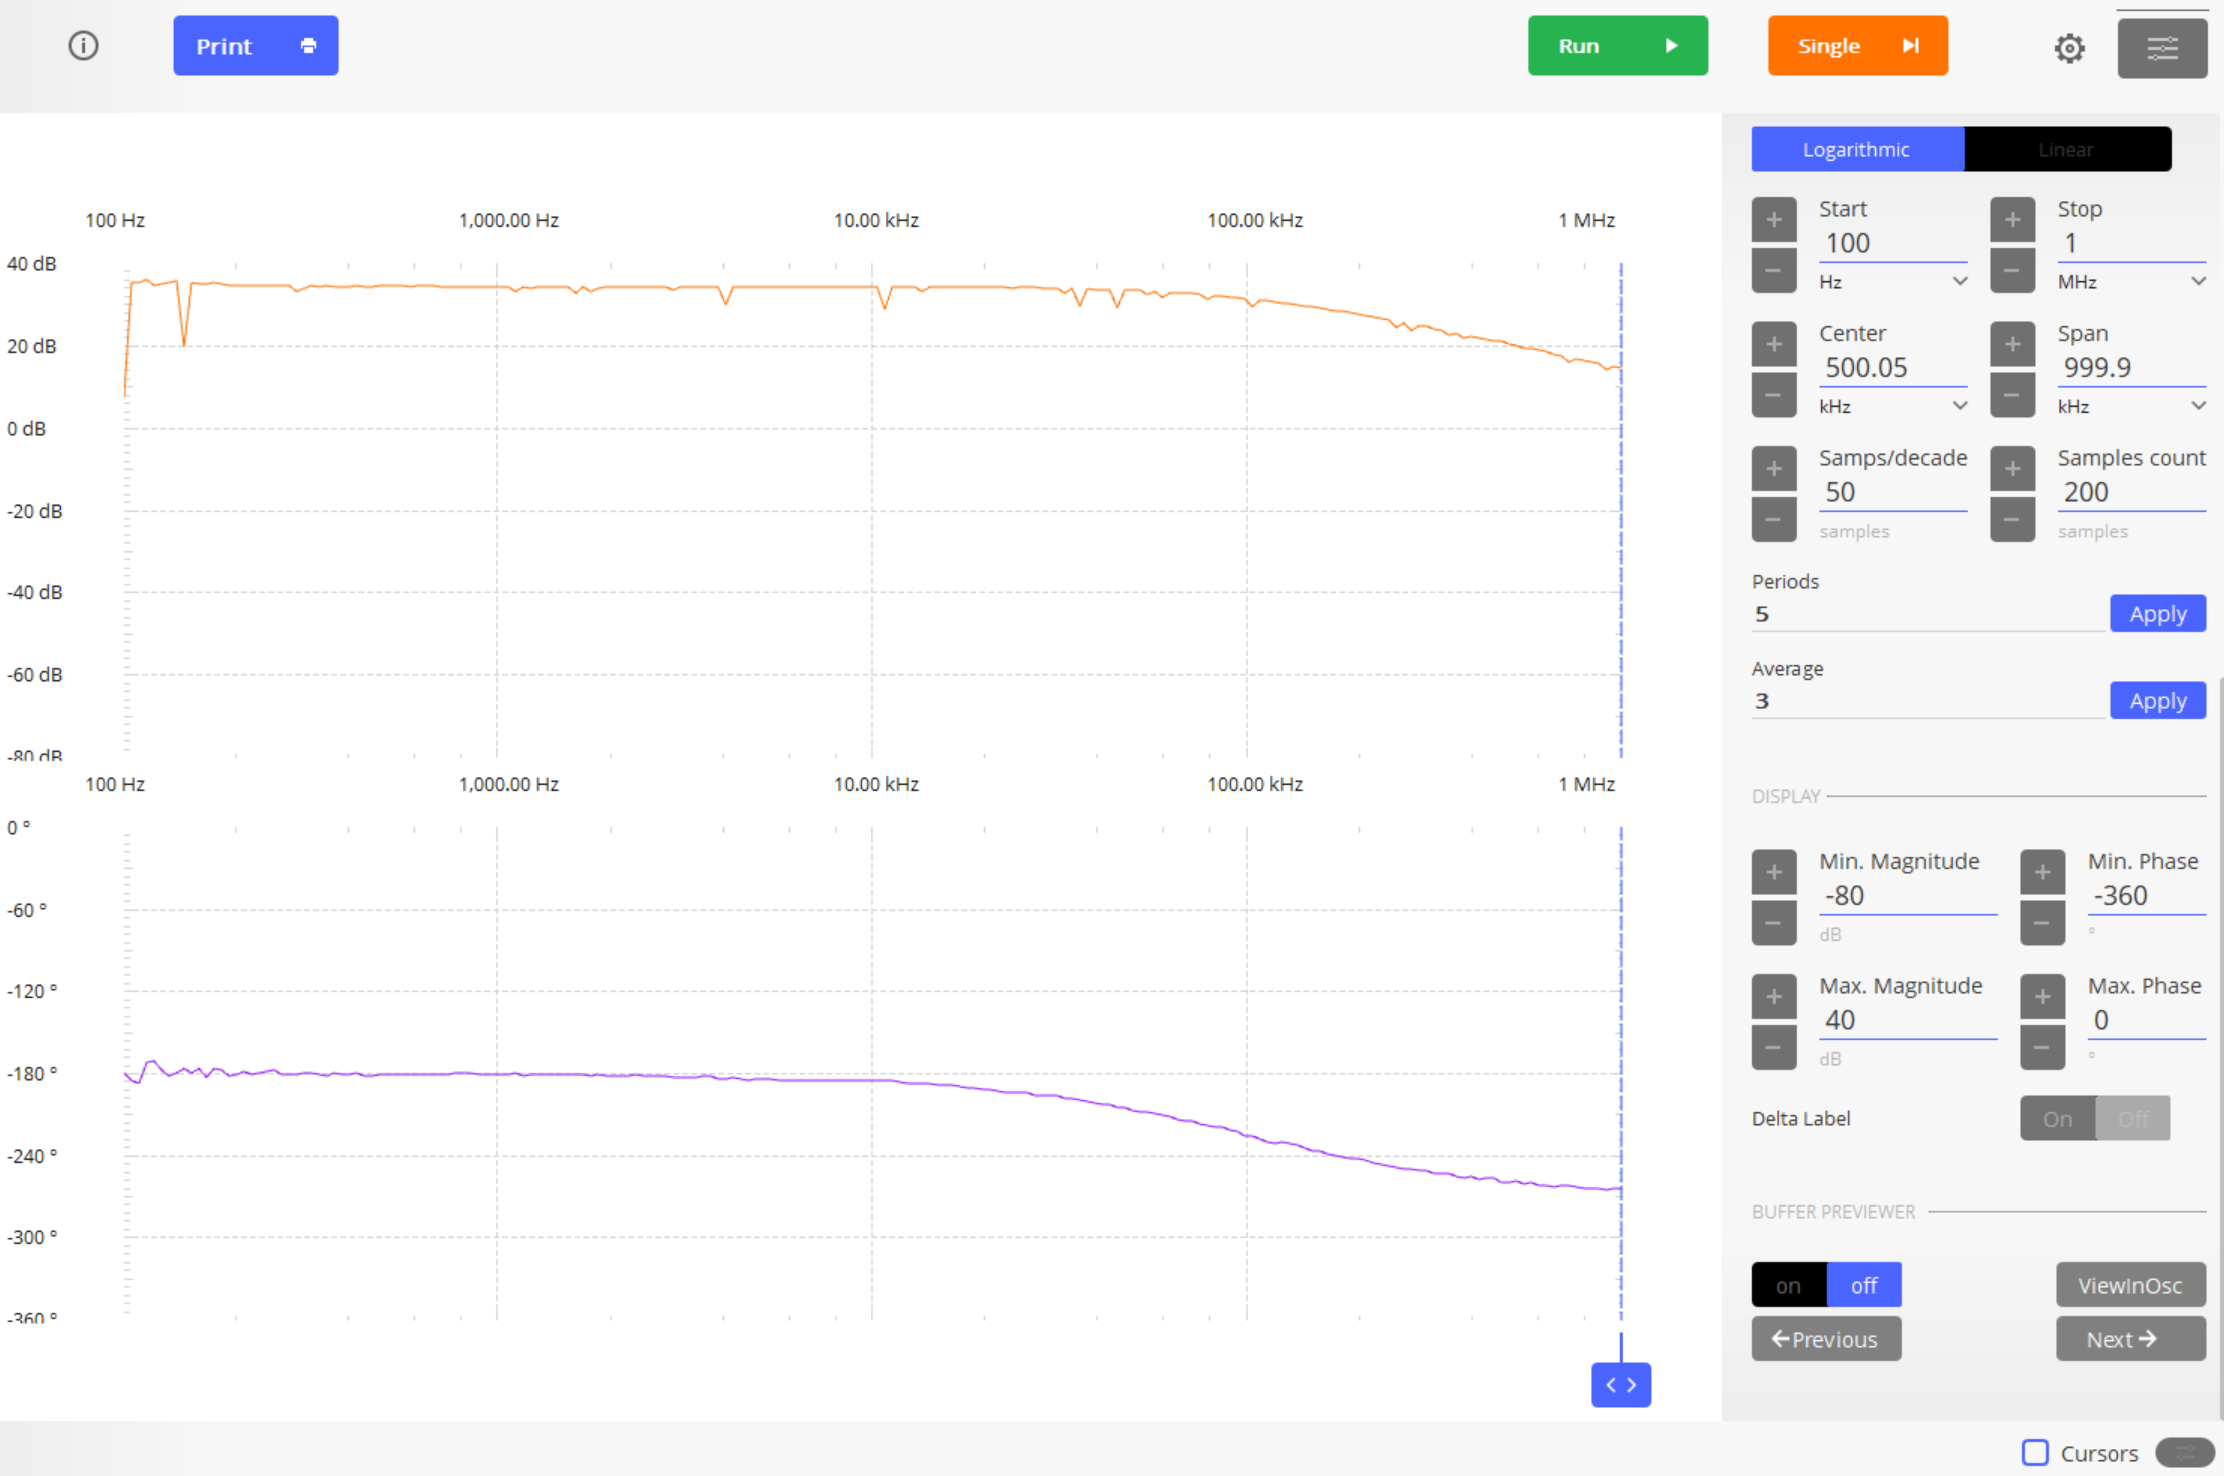 Print
Run
Single
100 Hz 1,000.00 Hz 10.00 kHz 100.00 kHz 1 MHz
40 dB
20 dB
0 dB
-20 dB
-40 dB
-60 dB
-80 dB
100 Hz 1,000.00 Hz 10.00 kHz 100.00 kHz 1 MHz
0 °
-60 °
-120 °
-180 °
-240 °
-300 °
-360 °
Logarithmic Linear
Start Stop
100 1
Hz MHz
Center Span
500.05 999.9
kHz kHz
Samps/decade Samples count
50 200
samples samples
Periods
5 Apply
Average
3 Apply
DISPLAY
Min. Magnitude Min. Phase
-80 -360
dB °
Max. Magnitude Max. Phase
40 0
dB °
Delta Label On Off
BUFFER PREVIEWER
on off ViewInOsc
Previous Next
Cursors